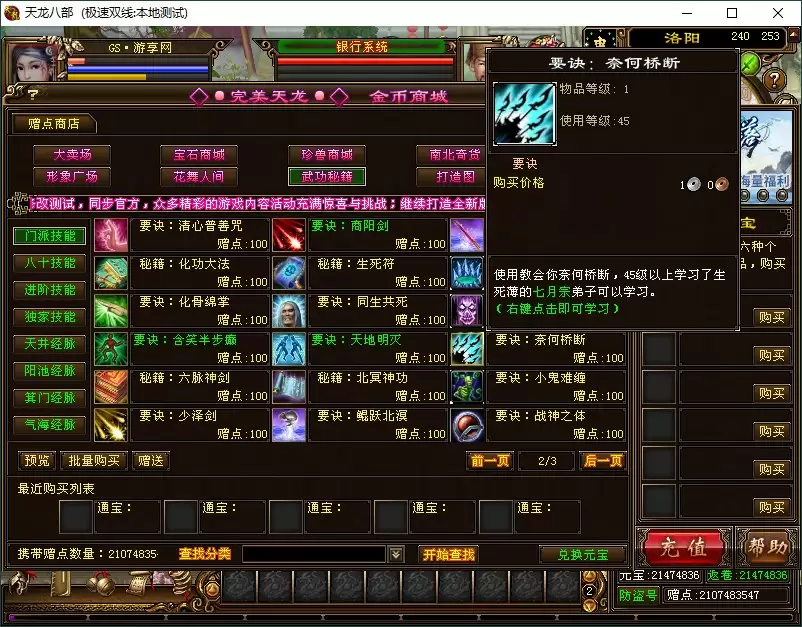 天龙八部 (极速双线:本地测试)
GS·游享网
银行系统
洛阳
240 253
完美天龙
金币商城
赠点商店
大卖场
宝石商城
珍兽商城
南北奇货
形象广场
花舞人间
武功秘籍
打造图
改测试，同步官方，众多精彩的游戏内容活动充满惊喜与挑战；继续打造全新
门派技能
八十技能
进阶技能
独家技能
天井经脉
阳池经脉
箕门经脉
气海经脉
要诀：清心普善咒
赠点:100
要诀：商阳剑
赠点:100
秘籍：化功大法
赠点:100
秘籍：生死符
赠点:100
要诀：化骨绵掌
赠点:100
要诀：同生共死
赠点:100
要诀：含笑半步癫
赠点:100
要诀：天地明灭
赠点:100
要诀：奈何桥断
赠点:100
秘籍：六脉神剑
赠点:100
秘籍：北冥神功
赠点:100
要诀：小鬼难缠
赠点:100
要诀：少泽剑
赠点:100
要诀：鲲跃北溟
赠点:100
要诀：战神之体
赠点:100
要诀：奈何桥断
物品等级：1
使用等级:45
要诀
购买价格
1 0
使用教会你奈何桥断，45级以上学习了生
死薄的七月宗弟子可以学习。
（右键点击即可学习）
海量福利
宝
六种个
品，购买
购买
购买
购买
购买
购买
购买
预览
批量购买
赠送
前一页
2/3
后一页
最近购买列表
通宝：
通宝：
通宝：
通宝：
通宝：
携带赠点数量：21074835
查找分类
开始查找
兑换元宝
充值
帮助
元宝:21474836
返卷:21474836
防盗号
赠点:2107483547
2